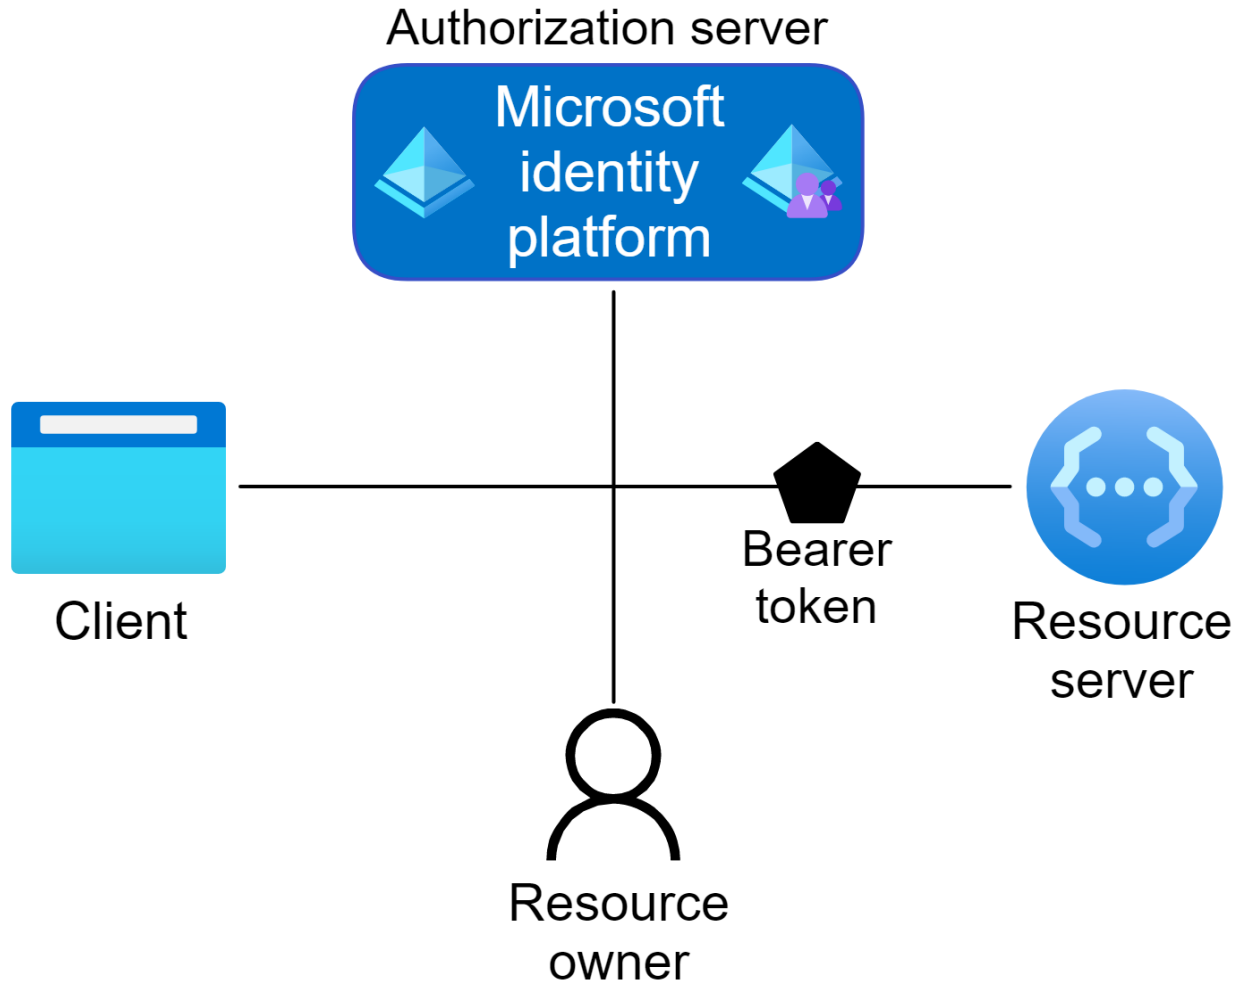 Authorization server
Microsoft
identity
platform
Bearer
token
Client
Resource
server
Resource
owner